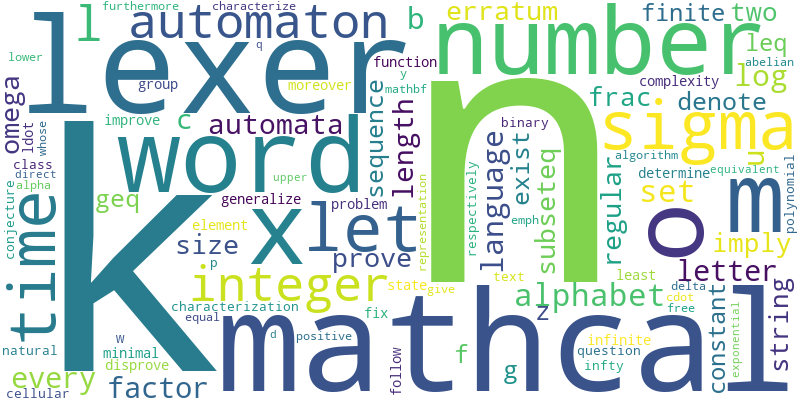 furthermore characterize
lower l automaton b erratum finite two
q leq
lexer number
group moreover function y mathbf complexity log
omega ldot whose improve c automata sequence length frac denote
word binary sigma
class direct alpha upper language exist subseteq regular algorithm u equivalent
conjecture k geq generalize problem representation respectively n determine set m polynomial
time x let element o
size prove emph imply
p integer state give text least delta letter
characterization alphabet cdot free
w equal fix z constant string
natural minimal d positive mathcal infinite
disprove question exponential
every f infty
cellular factor follow g